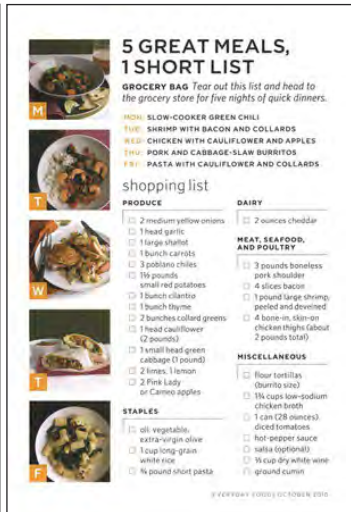 5 GREAT MEALS,
1 SHORT LIST
GROCERY BAG Tear out this list and head to
the grocery store for five nights of quick dinners.
M
MON: SLOW-COOKER GREEN CHILI
TUE: SHRIMP WITH BACON AND COLLARDS
WED: CHICKEN WITH CAULIFLOWER AND APPLES
THU: PORK AND CABBAGE-SLAW BURRITOS
FRI: PASTA WITH CAULIFLOWER AND COLLARDS
T
W
T
F
shopping list
PRODUCE
2 medium yellow onions
1 head garlic
1 large shallot
1 bunch carrots
3 poblano chiles
1½ pounds
small red potatoes
1 bunch cilantro
1 bunch thyme
2 bunches collard greens
1 head cauliflower
(2 pounds)
1 small head green
cabbage (1 pound)
2 limes, 1 lemon
2 Pink Lady
or Cameo apples
STAPLES
oil: vegetable,
extra-virgin olive
1 cup long-grain
white rice
¾ pound short pasta
DAIRY
2 ounces cheddar
MEAT, SEAFOOD,
AND POULTRY
3 pounds boneless
pork shoulder
4 slices bacon
1 pound large shrimp,
peeled and deveined
4 bone-in, skin-on
chicken thighs (about
2 pounds total)
MISCELLANEOUS
flour tortillas
(burrito size)
1¾ cups low-sodium
chicken broth
1 can (28 ounces)
diced tomatoes
hot-pepper sauce
salsa (optional)
cup dry white wine
ground cumin
EVERYDAY FOOD | OCTOBER 2010